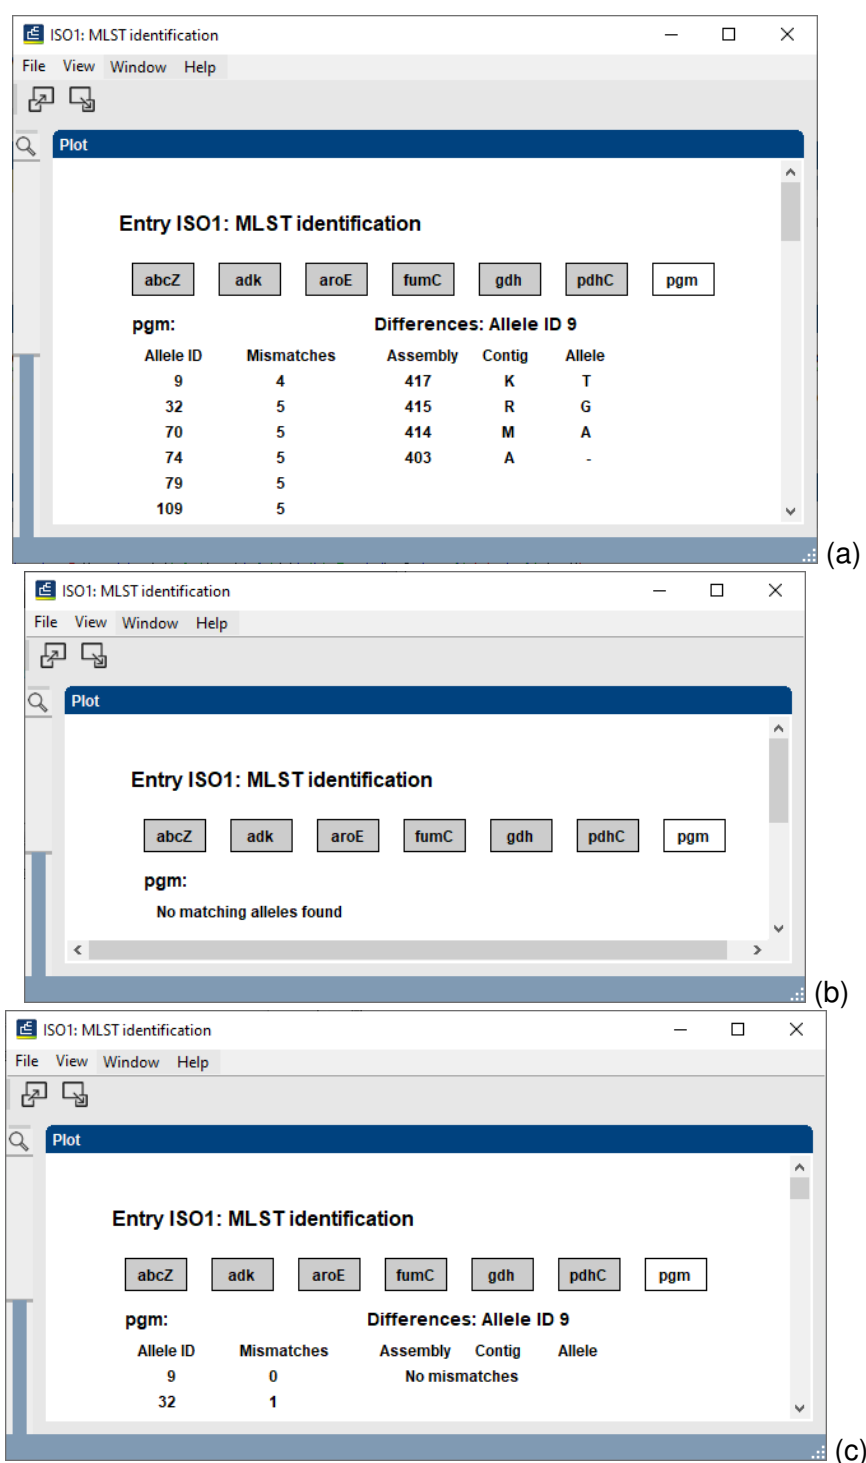 ISO1: MLST identification
File View Window Help
Plot
Entry ISO1: MLST identification
abcZ adk aroE fumC gdh pdhC pgm
pgm: Differences: Allele ID 9
Allele ID Mismatches Assembly Contig Allele
9 4 417 K T
32 5 415 R G
70 5 414 M A
74 5 403 A -
79 5
109 5
(a)
ISO1: MLST identification
File View Window Help
Plot
Entry ISO1: MLST identification
abcZ adk aroE fumC gdh pdhC pgm
pgm:
No matching alleles found
(b)
ISO1: MLST identification
File View Window Help
Plot
Entry ISO1: MLST identification
abcZ adk aroE fumC gdh pdhC pgm
pgm: Differences: Allele ID 9
Allele ID Mismatches Assembly Contig Allele
9 0 No mismatches
32 1
(c)